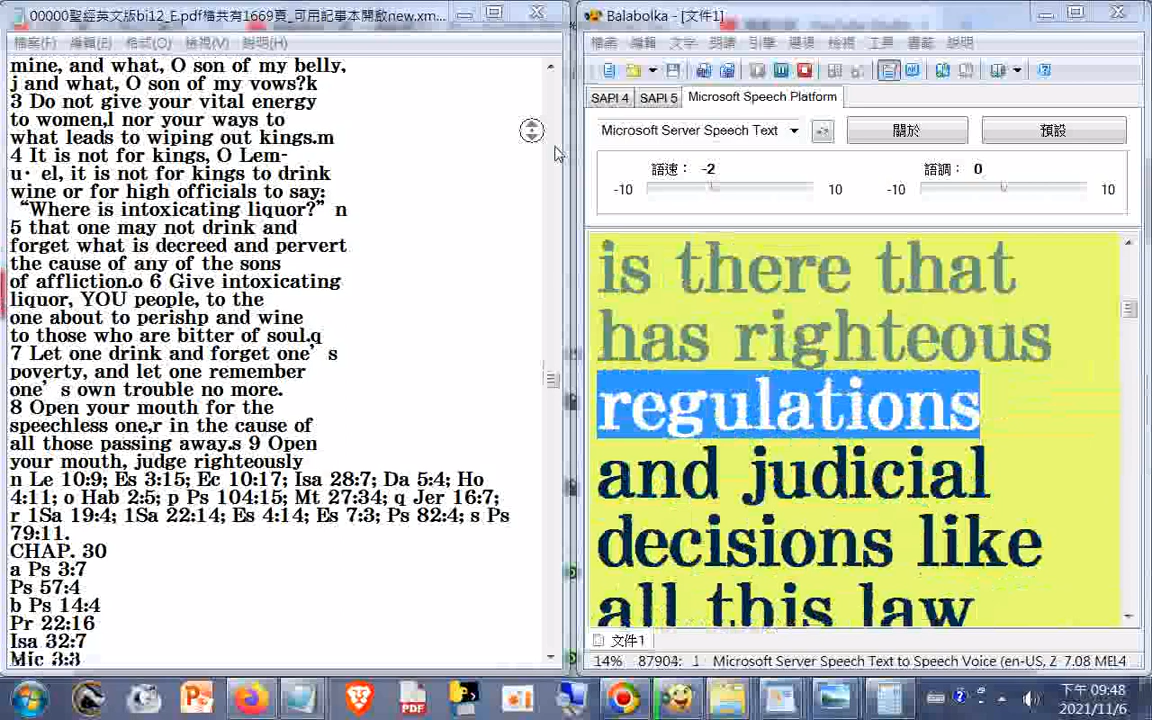 00000聖經英文版bi12_E.pdf檔共有1669頁_可用記事本開啟new.xm...
檔案(F) 編輯(E) 格式(O) 檢視(V) 說明(H)
mine, and what, O son of my belly,
j and what, O son of my vows?k
3 Do not give your vital energy
to women,l nor your ways to
what leads to wiping out kings.m
4 It is not for kings, O Lem-
u· el, it is not for kings to drink
wine or for high officials to say:
“Where is intoxicating liquor?” n
5 that one may not drink and
forget what is decreed and pervert
the cause of any of the sons
of affliction.o 6 Give intoxicating
liquor, YOU people, to the
one about to perishp and wine
to those who are bitter of soul.q
7 Let one drink and forget one’s
poverty, and let one remember
one’s own trouble no more.
8 Open your mouth for the
speechless one,r in the cause of
all those passing away.s 9 Open
your mouth, judge righteously
n Le 10:9; Es 3:15; Ec 10:17; Isa 28:7; Da 5:4; Ho
4:11; o Hab 2:5; p Ps 104:15; Mt 27:34; q Jer 16:7;
r 1Sa 19:4; 1Sa 22:14; Es 4:14; Es 7:3; Ps 82:4; s Ps
79:11.
CHAP. 30
a Ps 3:7
Ps 57:4
b Ps 14:4
Pr 22:16
Isa 32:7
Mic 3:3
Balabolka - [文件1]
檔案 編輯 文字 朗讀 引擎 選項 檢視 工具 書籤 說明
SAPI 4 SAPI 5 Microsoft Speech Platform
Microsoft Server Speech Text 關於 預設
語速： -2 語調： 0
-10 10 -10 10
is there that
has righteous
regulations
and judicial
decisions like
all this law
文件1
14% 87904: 1 Microsoft Server Speech Text to Speech Voice (en-US, Z 7.08 MEL4
PDF
下午 09:48
2021/11/6